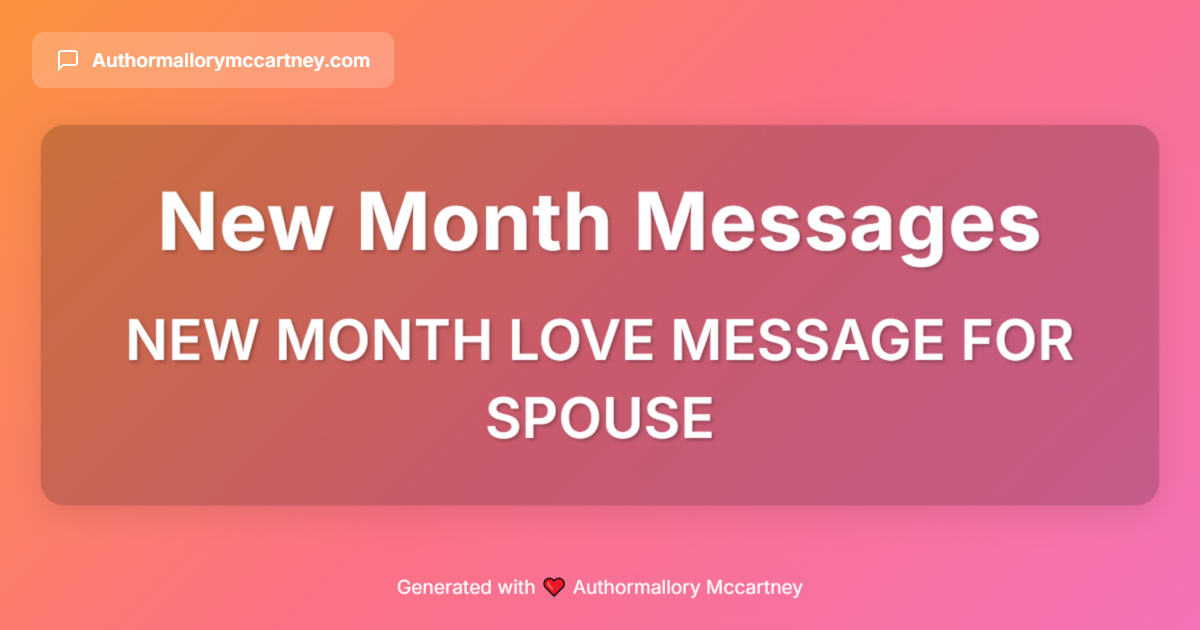 Authormallorymccartney.com
New Month Messages
NEW MONTH LOVE MESSAGE FOR
SPOUSE
Generated with ❤️ Authormallory Mccartney